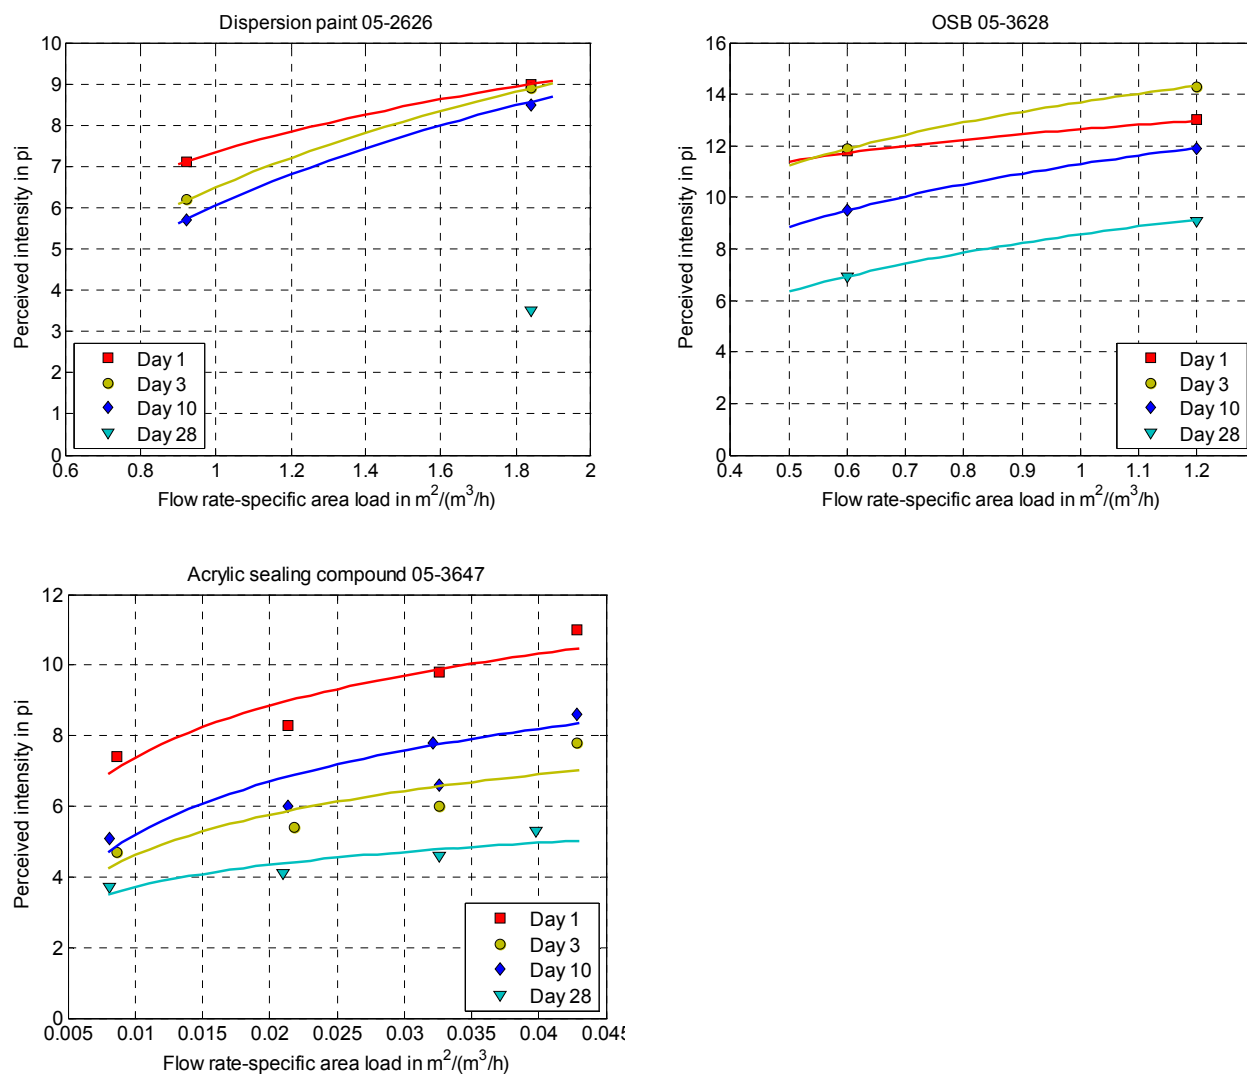 Dispersion paint 05-2626
10
9
8
7
6
5
4
3
2
1
0
Perceived intensity in pi
Day 1
Day 3
Day 10
Day 28
0.6 0.8 1 1.2 1.4 1.6 1.8 2
Flow rate-specific area load in m²/(m³/h)
OSB 05-3628
16
14
12
10
8
6
4
2
0
Perceived intensity in pi
Day 1
Day 3
Day 10
Day 28
0.4 0.5 0.6 0.7 0.8 0.9 1 1.1 1.2
Flow rate-specific area load in m²/(m³/h)
Acrylic sealing compound 05-3647
12
10
8
6
4
2
0
Perceived intensity in pi
Day 1
Day 3
Day 10
Day 28
0.005 0.01 0.015 0.02 0.025 0.03 0.035 0.04 0.045
Flow rate-specific area load in m²/(m³/h)